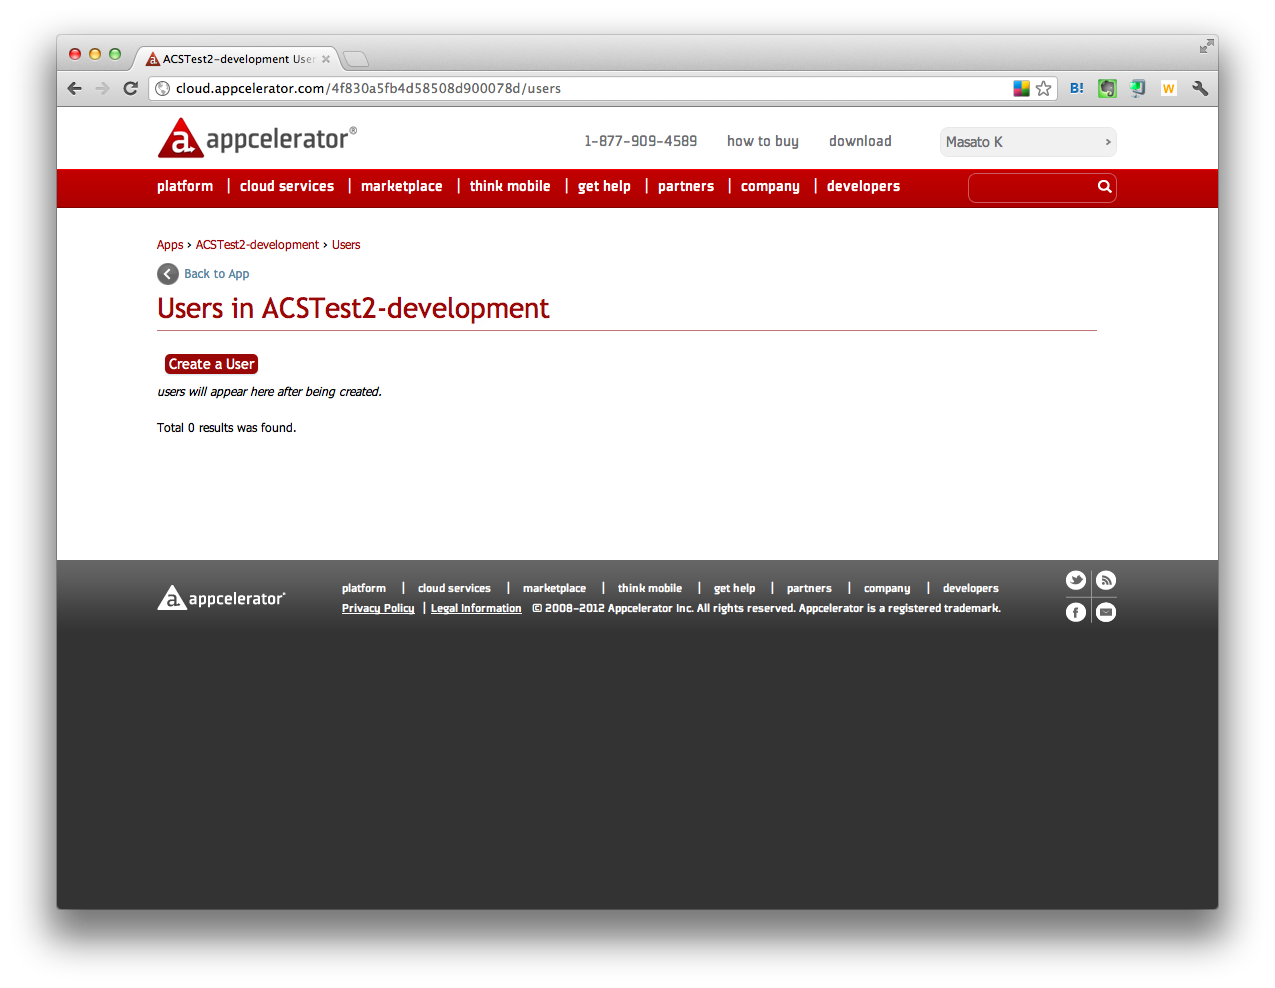 ACSTest2-development User
cloud.appcelerator.com/4f830a5fb4d58508d900078d/users
B!
W
a appcelerator®
1-877-909-4589 how to buy download Masato K ›
platform | cloud services | marketplace | think mobile | get help | partners | company | developers
Apps › ACSTest2-development › Users
Back to App
Users in ACSTest2-development
Create a User
users will appear here after being created.
Total 0 results was found.
a appcelerator
platform | cloud services | marketplace | think mobile | get help | partners | company | developers
Privacy Policy | Legal Information © 2008-2012 Appcelerator Inc. All rights reserved. Appcelerator is a registered trademark.